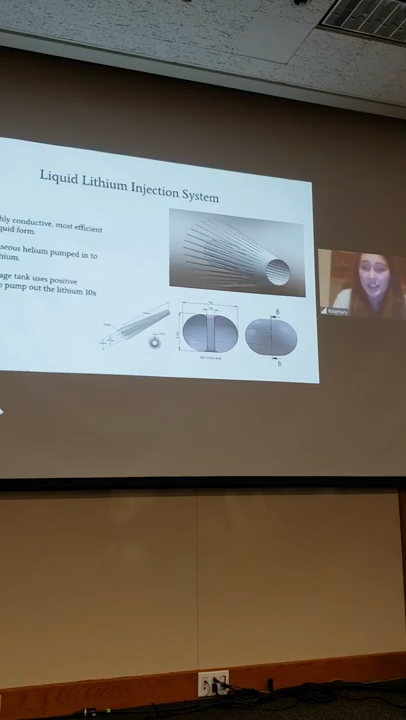 Liquid Lithium Injection System
hly conductive, most efficient
quid form.
seous helium pumped in to
hium.
age tank uses positive
o pump out the lithium 10x
B
B
Rosemary